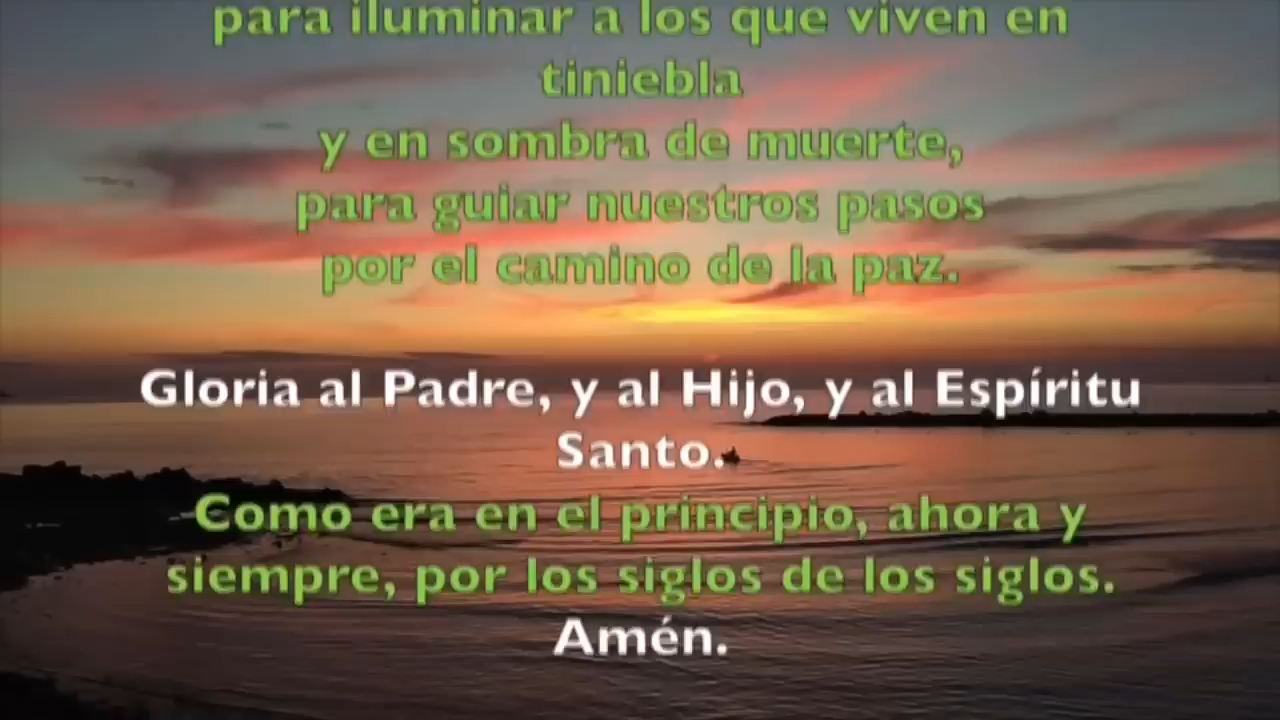 para iluminar a los que viven en
tiniebla
y en sombra de muerte,
para guiar nuestros pasos
por el camino de la paz.
Gloria al Padre, y al Hijo, y al Espíritu
Santo.
Como era en el principio, ahora y
siempre, por los siglos de los siglos.
Amén.